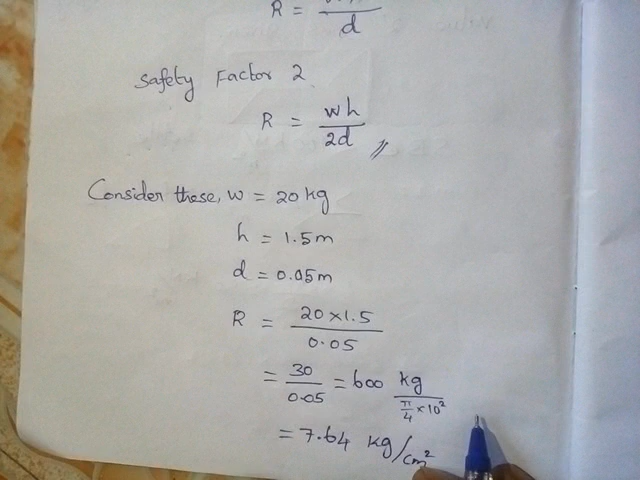 R = ___
d
Safety Factor 2
R = Wh / 2d //
Consider these, W = 20 kg
h = 1.5m
d = 0.05m
R = 20 × 1.5 / 0.05
= 30 / 0.05 = 600 kg / π/4 × 10²
= 7.64 kg/cm²